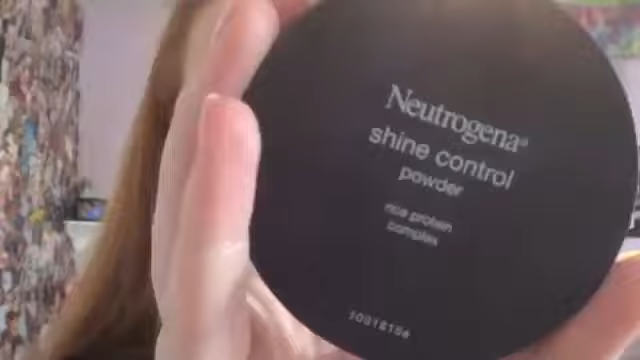 Neutrogena®
shine control
powder
rice protein
complex